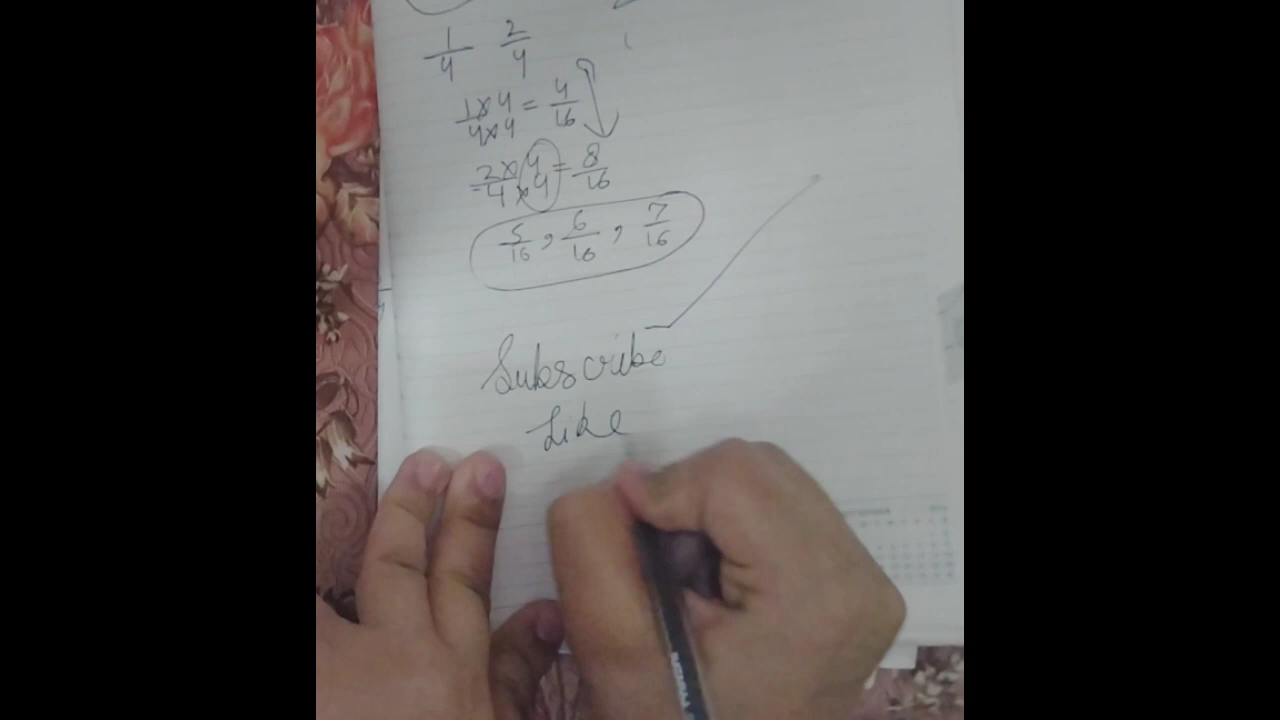 1/4 2/4
1×4/4×4 = 4/16
= 2×4/4×4 = 8/16
5/16 , 6/16 , 7/16
Subscribe
Like